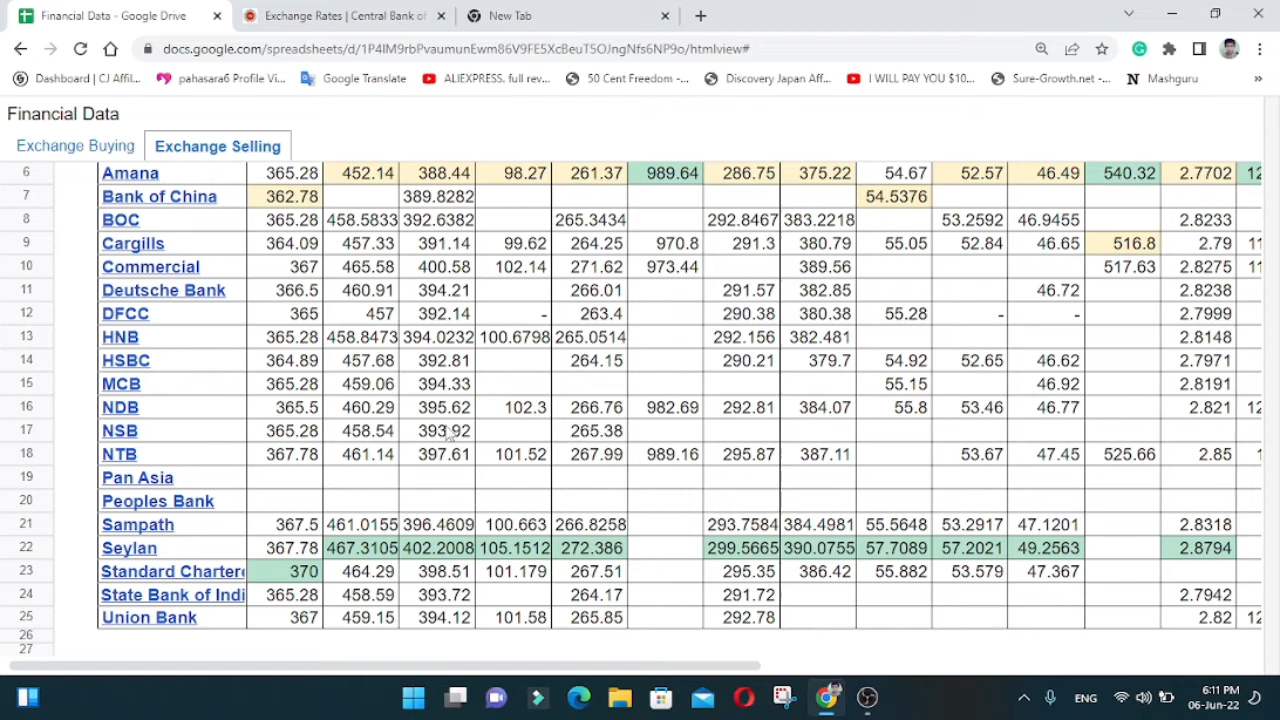 Financial Data - Google Drive
Exchange Rates | Central Bank of
New Tab
docs.google.com/spreadsheets/d/1P4lM9rbPvaumunEwm86V9FE5XcBeuT5OJngNfs6NP9o/htmlview#
Dashboard | CJ Affil... pahasara6 Profile Vi... Google Translate ALIEXPRESS. full rev... 50 Cent Freedom -... Discovery Japan Aff... I WILL PAY YOU $10... Sure-Growth.net -... Mashguru »
Financial Data
Exchange Buying Exchange Selling
6 Amana 365.28 452.14 388.44 98.27 261.37 989.64 286.75 375.22 54.67 52.57 46.49 540.32 2.7702 12
7 Bank of China 362.78 389.8282 54.5376
8 BOC 365.28 458.5833 392.6382 265.3434 292.8467 383.2218 53.2592 46.9455 2.8233
9 Cargills 364.09 457.33 391.14 99.62 264.25 970.8 291.3 380.79 55.05 52.84 46.65 516.8 2.79 11
10 Commercial 367 465.58 400.58 102.14 271.62 973.44 389.56 517.63 2.8275 11
11 Deutsche Bank 366.5 460.91 394.21 266.01 291.57 382.85 46.72 2.8238
12 DFCC 365 457 392.14 - 263.4 290.38 380.38 55.28 - - 2.7999
13 HNB 365.28 458.8473 394.0232 100.6798 265.0514 292.156 382.481 2.8148
14 HSBC 364.89 457.68 392.81 264.15 290.21 379.7 54.92 52.65 46.62 2.7971
15 MCB 365.28 459.06 394.33 55.15 46.92 2.8191
16 NDB 365.5 460.29 395.62 102.3 266.76 982.69 292.81 384.07 55.8 53.46 46.77 2.821 12
17 NSB 365.28 458.54 393.92 265.38
18 NTB 367.78 461.14 397.61 101.52 267.99 989.16 295.87 387.11 53.67 47.45 525.66 2.85 1
19 Pan Asia
20 Peoples Bank
21 Sampath 367.5 461.0155 396.4609 100.663 266.8258 293.7584 384.4981 55.5648 53.2917 47.1201 2.8318
22 Seylan 367.78 467.3105 402.2008 105.1512 272.386 299.5665 390.0755 57.7089 57.2021 49.2563 2.8794
23 Standard Chartere 370 464.29 398.51 101.179 267.51 295.35 386.42 55.882 53.579 47.367
24 State Bank of Indi 365.28 458.59 393.72 264.17 291.72 2.7942
25 Union Bank 367 459.15 394.12 101.58 265.85 292.78 2.82 12
26
27
ENG
6:11 PM
06-Jun-22